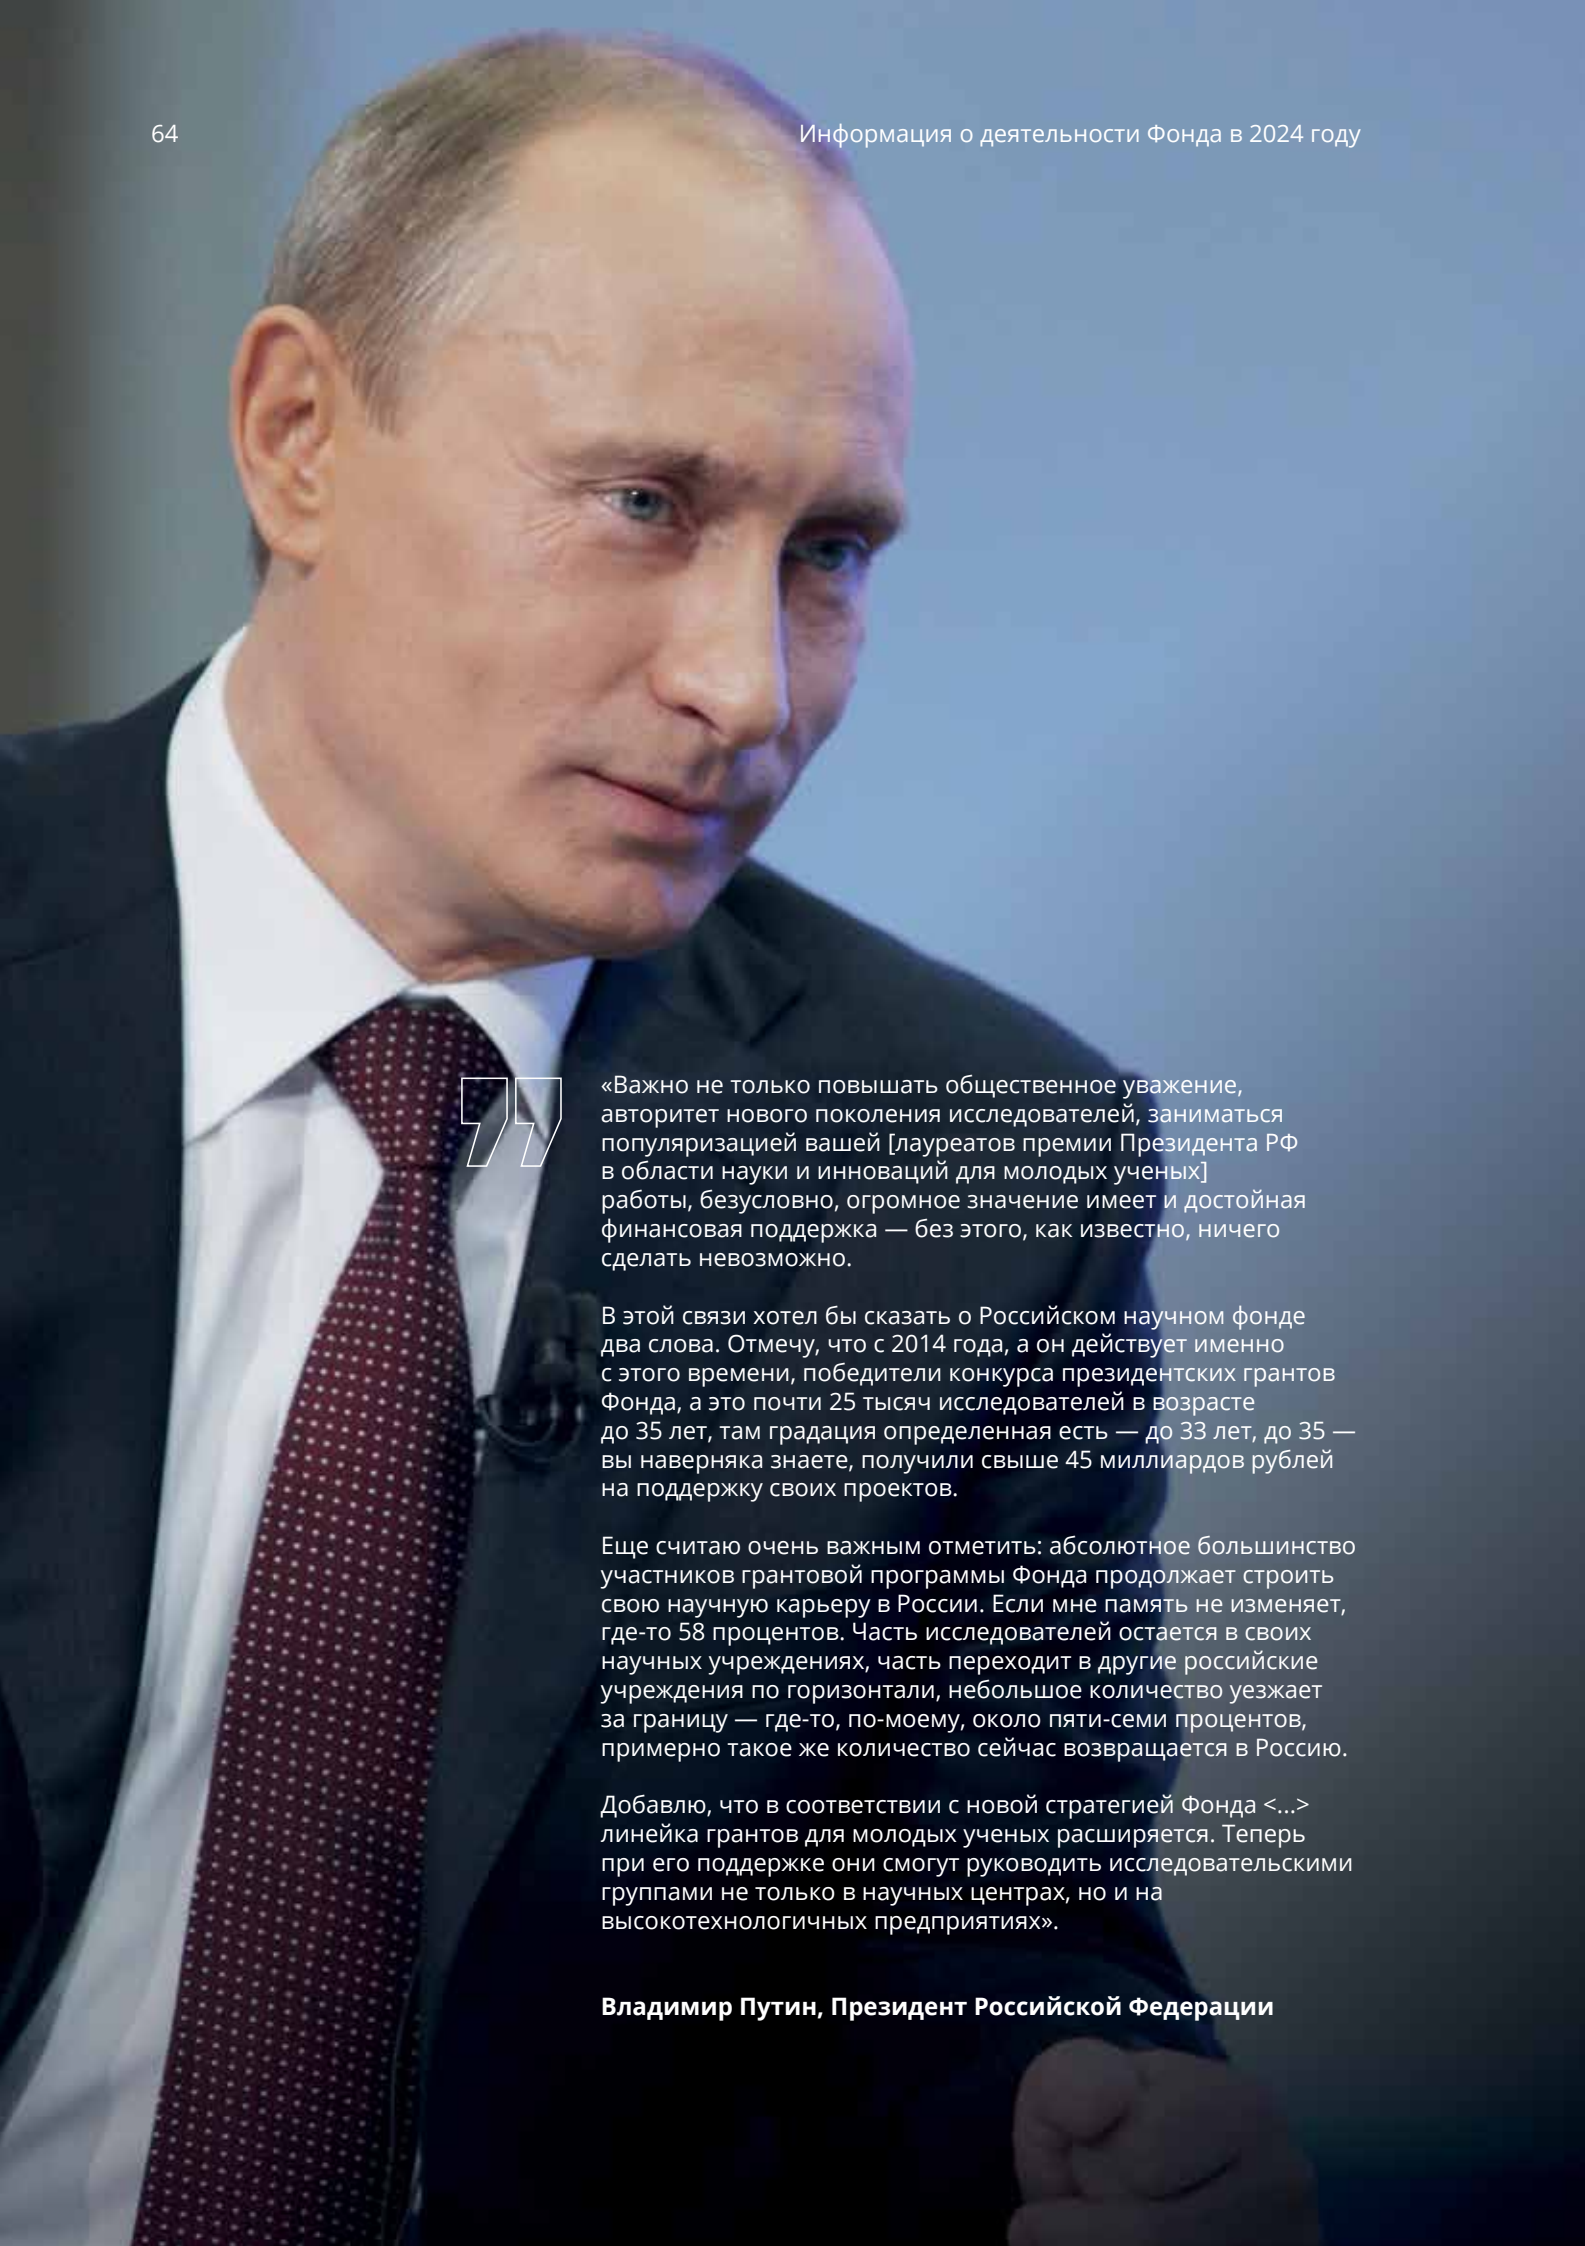 64
Информация о деятельности Фонда в 2024 году
«Важно не только повышать общественное уважение,
авторитет нового поколения исследователей, заниматься
популяризацией вашей [лауреатов премии Президента РФ
в области науки и инноваций для молодых ученых]
работы, безусловно, огромное значение имеет и достойная
финансовая поддержка — без этого, как известно, ничего
сделать невозможно.
В этой связи хотел бы сказать о Российском научном фонде
два слова. Отмечу, что с 2014 года, а он действует именно
с этого времени, победители конкурса президентских грантов
Фонда, а это почти 25 тысяч исследователей в возрасте
до 35 лет, там градация определенная есть — до 33 лет, до 35 —
вы наверняка знаете, получили свыше 45 миллиардов рублей
на поддержку своих проектов.
Еще считаю очень важным отметить: абсолютное большинство
участников грантовой программы Фонда продолжает строить
свою научную карьеру в России. Если мне память не изменяет,
где-то 58 процентов. Часть исследователей остается в своих
научных учреждениях, часть переходит в другие российские
учреждения по горизонтали, небольшое количество уезжает
за границу — где-то, по-моему, около пяти-семи процентов,
примерно такое же количество сейчас возвращается в Россию.
Добавлю, что в соответствии с новой стратегией Фонда <...>
линейка грантов для молодых ученых расширяется. Теперь
при его поддержке они смогут руководить исследовательскими
группами не только в научных центрах, но и на
высокотехнологичных предприятиях».
Владимир Путин, Президент Российской Федерации